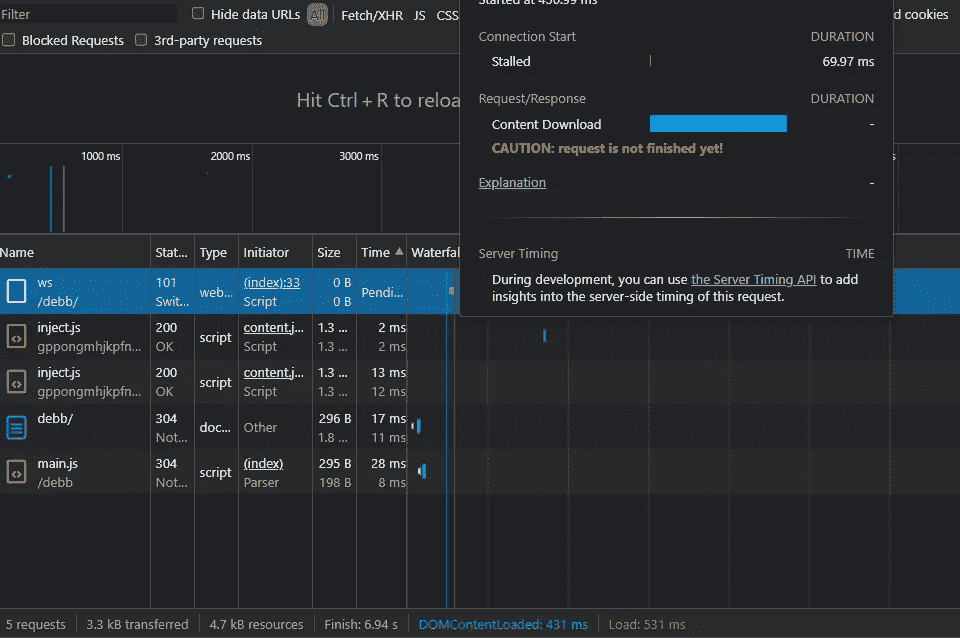 Filter
Hide data URLs
All
Fetch/XHR JS CSS
d cookies
Blocked Requests
3rd-party requests
Hit Ctrl + R to reloa
1000 ms
2000 ms
3000 ms
s
Started at 430.99 ms
Connection Start DURATION
Stalled 69.97 ms
Request/Response DURATION
Content Download -
CAUTION: request is not finished yet!
Explanation -
Server Timing TIME
During development, you can use the Server Timing API to add
insights into the server-side timing of this request.
Name Stat... Type Initiator Size Time Waterfal
ws 101 web... (index):33 0 B Pendi...
/debb/ Swit... Script 0 B
inject.js 200 script content.j... 1.3 ... 2 ms
gppongmhjkpfn... OK Script 1.3 ... 2 ms
inject.js 200 script content.j... 1.3 ... 13 ms
gppongmhjkpfn... OK Script 1.3 ... 12 ms
debb/ 304 doc... Other 296 B 17 ms
Not... 1.8 ... 11 ms
main.js 304 script (index) 295 B 28 ms
/debb Not... Parser 198 B 8 ms
5 requests 3.3 kB transferred 4.7 kB resources Finish: 6.94 s DOMContentLoaded: 431 ms Load: 531 ms